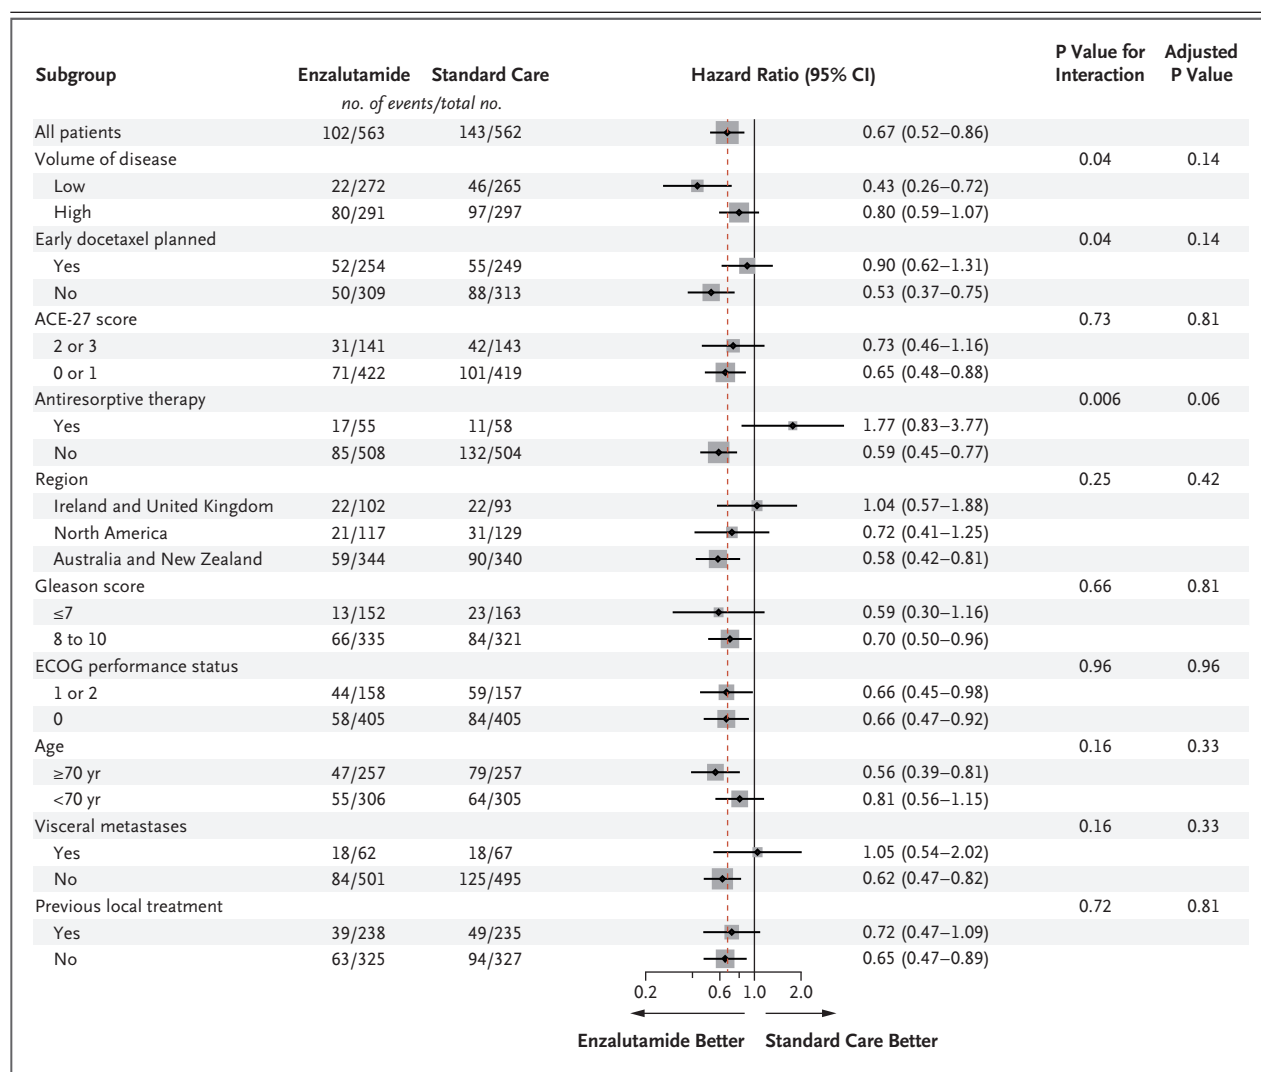 P Value for Adjusted
Subgroup Enzalutamide Standard Care Hazard Ratio (95% CI) Interaction P Value
no. of events/total no.
All patients 102/563 143/562 0.67 (0.52–0.86)
Volume of disease 0.04 0.14
Low 22/272 46/265 0.43 (0.26–0.72)
High 80/291 97/297 0.80 (0.59–1.07)
Early docetaxel planned 0.04 0.14
Yes 52/254 55/249 0.90 (0.62–1.31)
No 50/309 88/313 0.53 (0.37–0.75)
ACE-27 score 0.73 0.81
2 or 3 31/141 42/143 0.73 (0.46–1.16)
0 or 1 71/422 101/419 0.65 (0.48–0.88)
Antiresorptive therapy 0.006 0.06
Yes 17/55 11/58 1.77 (0.83–3.77)
No 85/508 132/504 0.59 (0.45–0.77)
Region 0.25 0.42
Ireland and United Kingdom 22/102 22/93 1.04 (0.57–1.88)
North America 21/117 31/129 0.72 (0.41–1.25)
Australia and New Zealand 59/344 90/340 0.58 (0.42–0.81)
Gleason score 0.66 0.81
≤7 13/152 23/163 0.59 (0.30–1.16)
8 to 10 66/335 84/321 0.70 (0.50–0.96)
ECOG performance status 0.96 0.96
1 or 2 44/158 59/157 0.66 (0.45–0.98)
0 58/405 84/405 0.66 (0.47–0.92)
Age 0.16 0.33
≥70 yr 47/257 79/257 0.56 (0.39–0.81)
<70 yr 55/306 64/305 0.81 (0.56–1.15)
Visceral metastases 0.16 0.33
Yes 18/62 18/67 1.05 (0.54–2.02)
No 84/501 125/495 0.62 (0.47–0.82)
Previous local treatment 0.72 0.81
Yes 39/238 49/235 0.72 (0.47–1.09)
No 63/325 94/327 0.65 (0.47–0.89)
0.2 0.6 1.0 2.0
Enzalutamide Better Standard Care Better